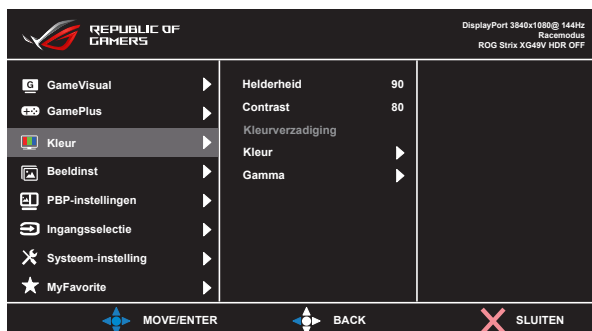 REPUBLIC OF
GAMERS
DisplayPort 3840x1080@ 144Hz
Racemodus
ROG Strix XG49V HDR OFF
G GameVisual
GamePlus
Kleur
Beeldinst
PBP-instellingen
Ingangsselectie
Systeem-instelling
MyFavorite
Helderheid 90
Contrast 80
Kleurverzadiging
Kleur
Gamma
MOVE/ENTER BACK SLUITEN